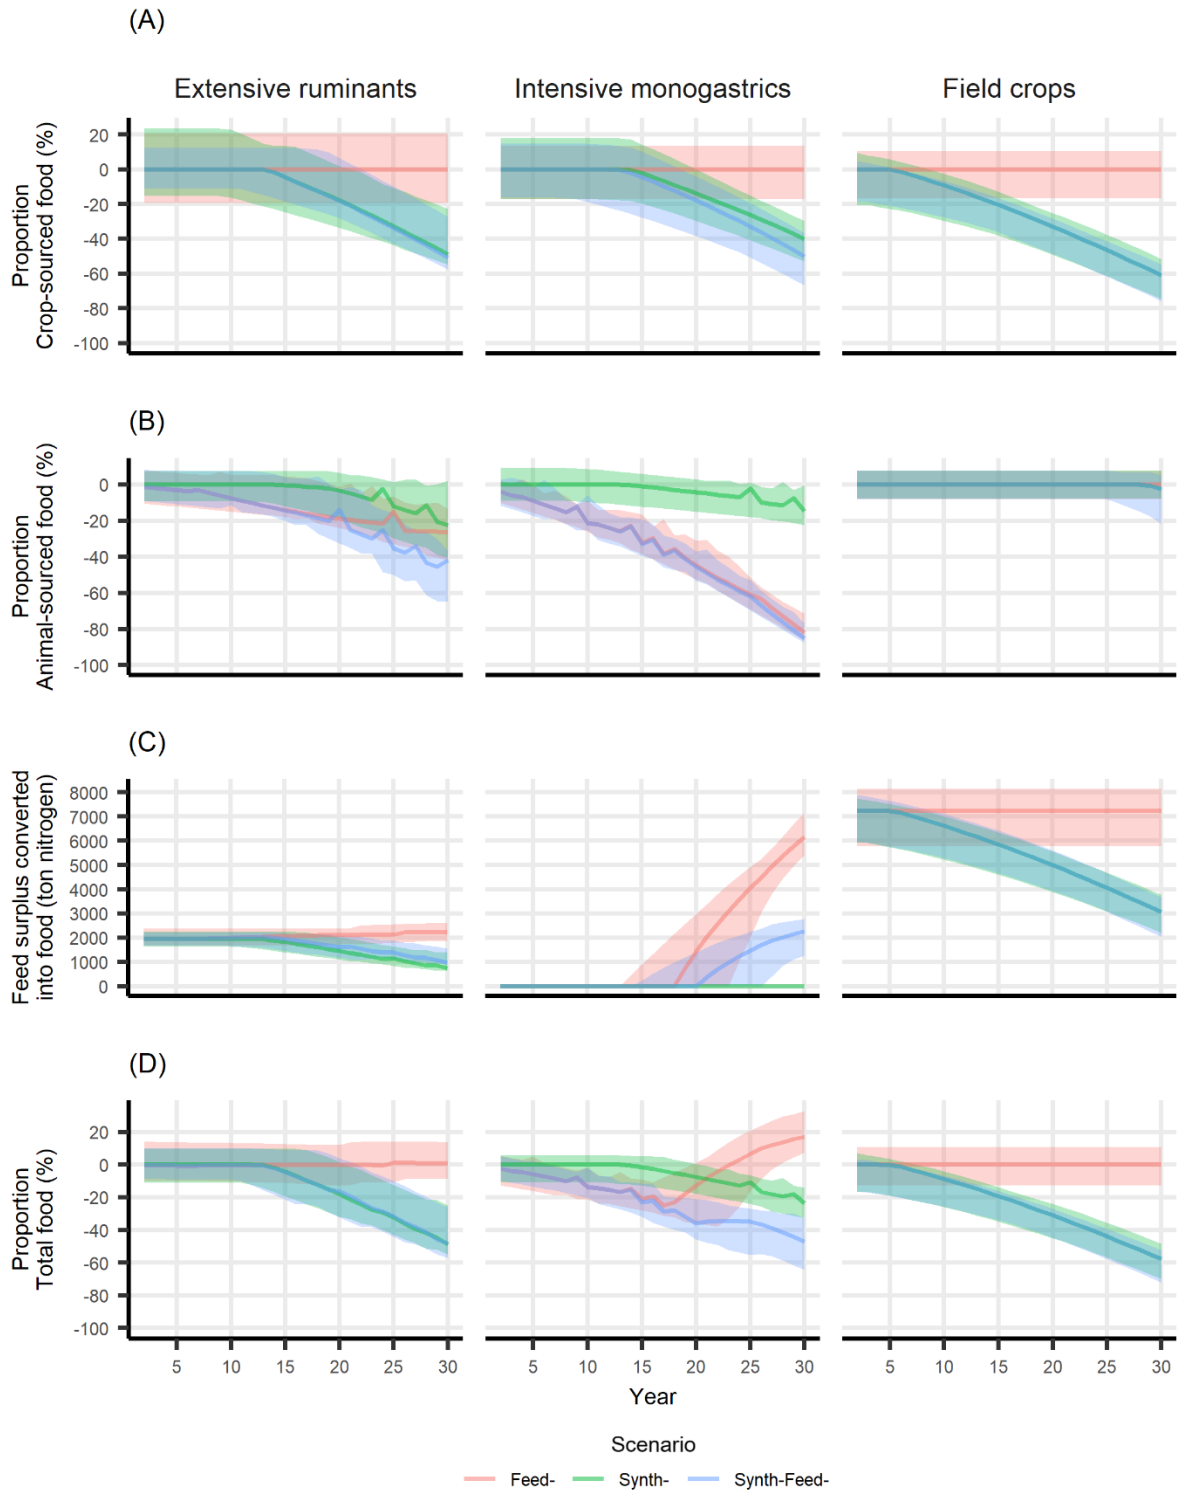 (A)
Extensive ruminants
Intensive monogastrics
Field crops
Proportion
Crop-sourced food (%)
20
0
-20
-40
-60
-80
-100
(B)
Proportion
Animal-sourced food (%)
0
-20
-40
-60
-80
-100
(C)
Feed surplus converted
into food (ton nitrogen)
8000
7000
6000
5000
4000
3000
2000
1000
0
(D)
Proportion
Total food (%)
20
0
-20
-40
-60
-80
-100
5 10 15 20 25 30 5 10 15 20 25 30 5 10 15 20 25 30
Year
Scenario
Feed- Synth- Synth-Feed-